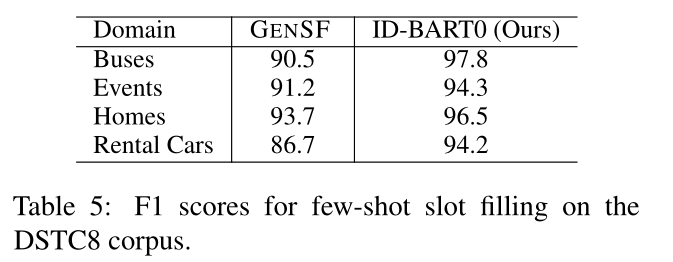 Domain GENSF ID-BART0 (Ours)
Buses 90.5 97.8
Events 91.2 94.3
Homes 93.7 96.5
Rental Cars 86.7 94.2
Table 5: F1 scores for few-shot slot filling on the
DSTC8 corpus.